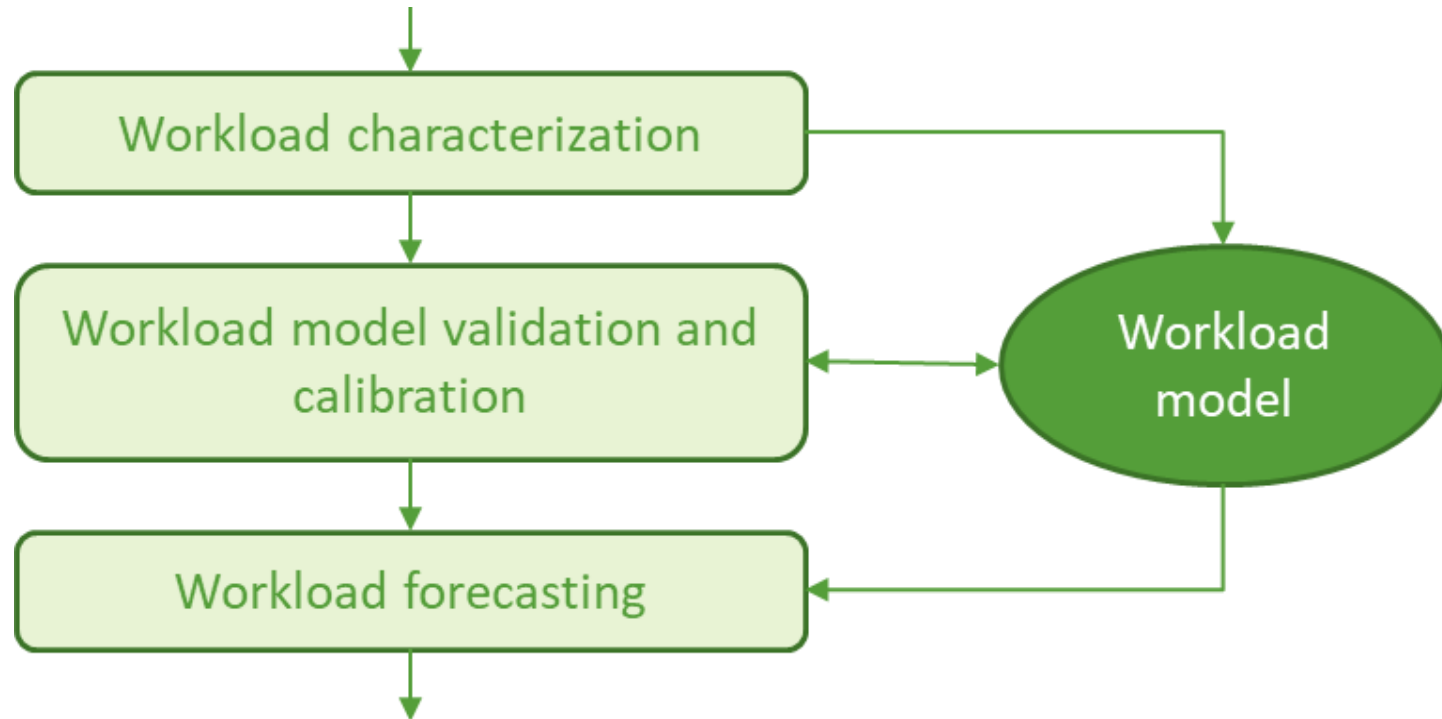 Workload characterization
Workload model validation and
calibration
Workload
model
Workload forecasting